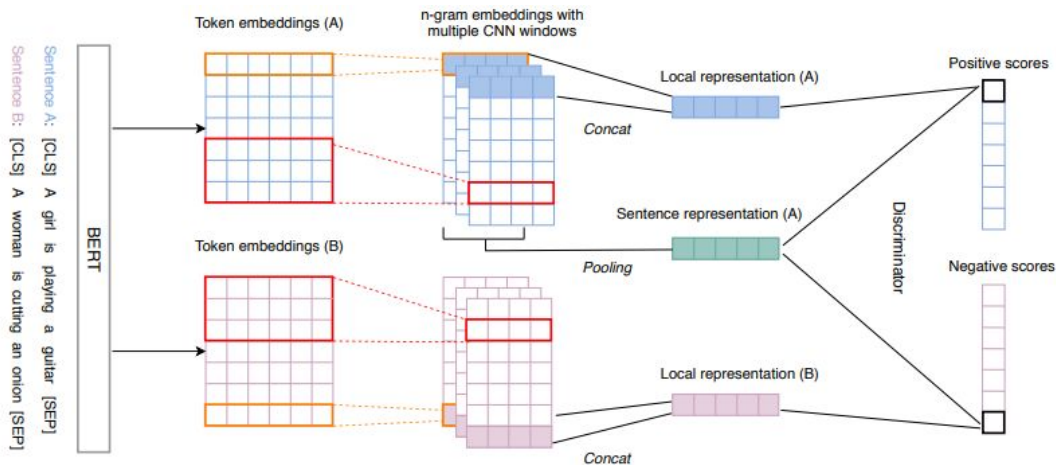 Sentence A: [CLS] A girl is playing a guitar [SEP]
Sentence B: [CLS] A woman is cutting an onion [SEP]
BERT
Token embeddings (A)
n-gram embeddings with
multiple CNN windows
Local representation (A)
Concat
Positive scores
Sentence representation (A)
Pooling
Discriminator
Token embeddings (B)
Negative scores
Local representation (B)
Concat